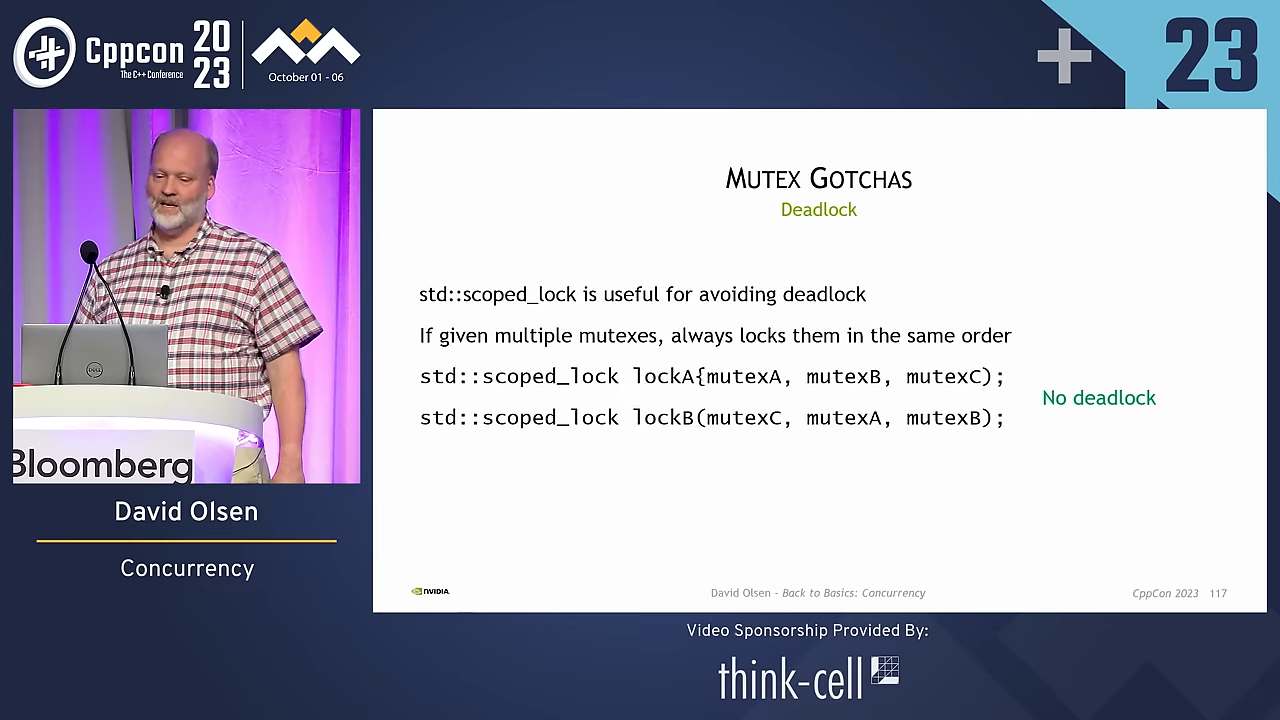 Cppcon
The C++ Conference
20
23
October 01 - 06
23
MUTEX GOTCHAS
Deadlock
std::scoped_lock is useful for avoiding deadlock
If given multiple mutexes, always locks them in the same order
std::scoped_lock lockA{mutexA, mutexB, mutexC);
std::scoped_lock lockB(mutexC, mutexA, mutexB);
No deadlock
DELL
Bloomberg
David Olsen
Concurrency
NVIDIA.
David Olsen - Back to Basics: Concurrency
CppCon 2023 117
Video Sponsorship Provided By:
think-cell